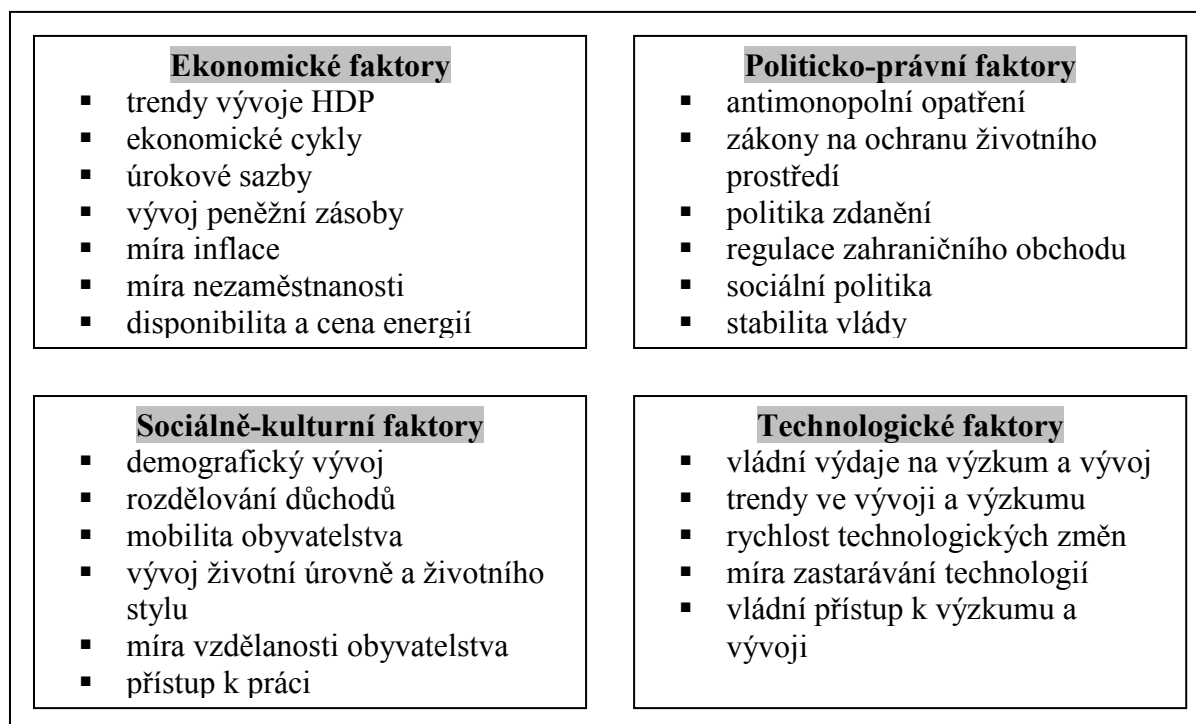 Ekonomické faktory
▪ trendy vývoje HDP
▪ ekonomické cykly
▪ úrokové sazby
▪ vývoj peněžní zásoby
▪ míra inflace
▪ míra nezaměstnanosti
▪ disponibilita a cena energií
Politicko-právní faktory
▪ antimonopolní opatření
▪ zákony na ochranu životního
prostředí
▪ politika zdanění
▪ regulace zahraničního obchodu
▪ sociální politika
▪ stabilita vlády
Sociálně-kulturní faktory
▪ demografický vývoj
▪ rozdělování důchodů
▪ mobilita obyvatelstva
▪ vývoj životní úrovně a životního
stylu
▪ míra vzdělanosti obyvatelstva
▪ přístup k práci
Technologické faktory
▪ vládní výdaje na výzkum a vývoj
▪ trendy ve vývoji a výzkumu
▪ rychlost technologických změn
▪ míra zastarávání technologií
▪ vládní přístup k výzkumu a
vývoji